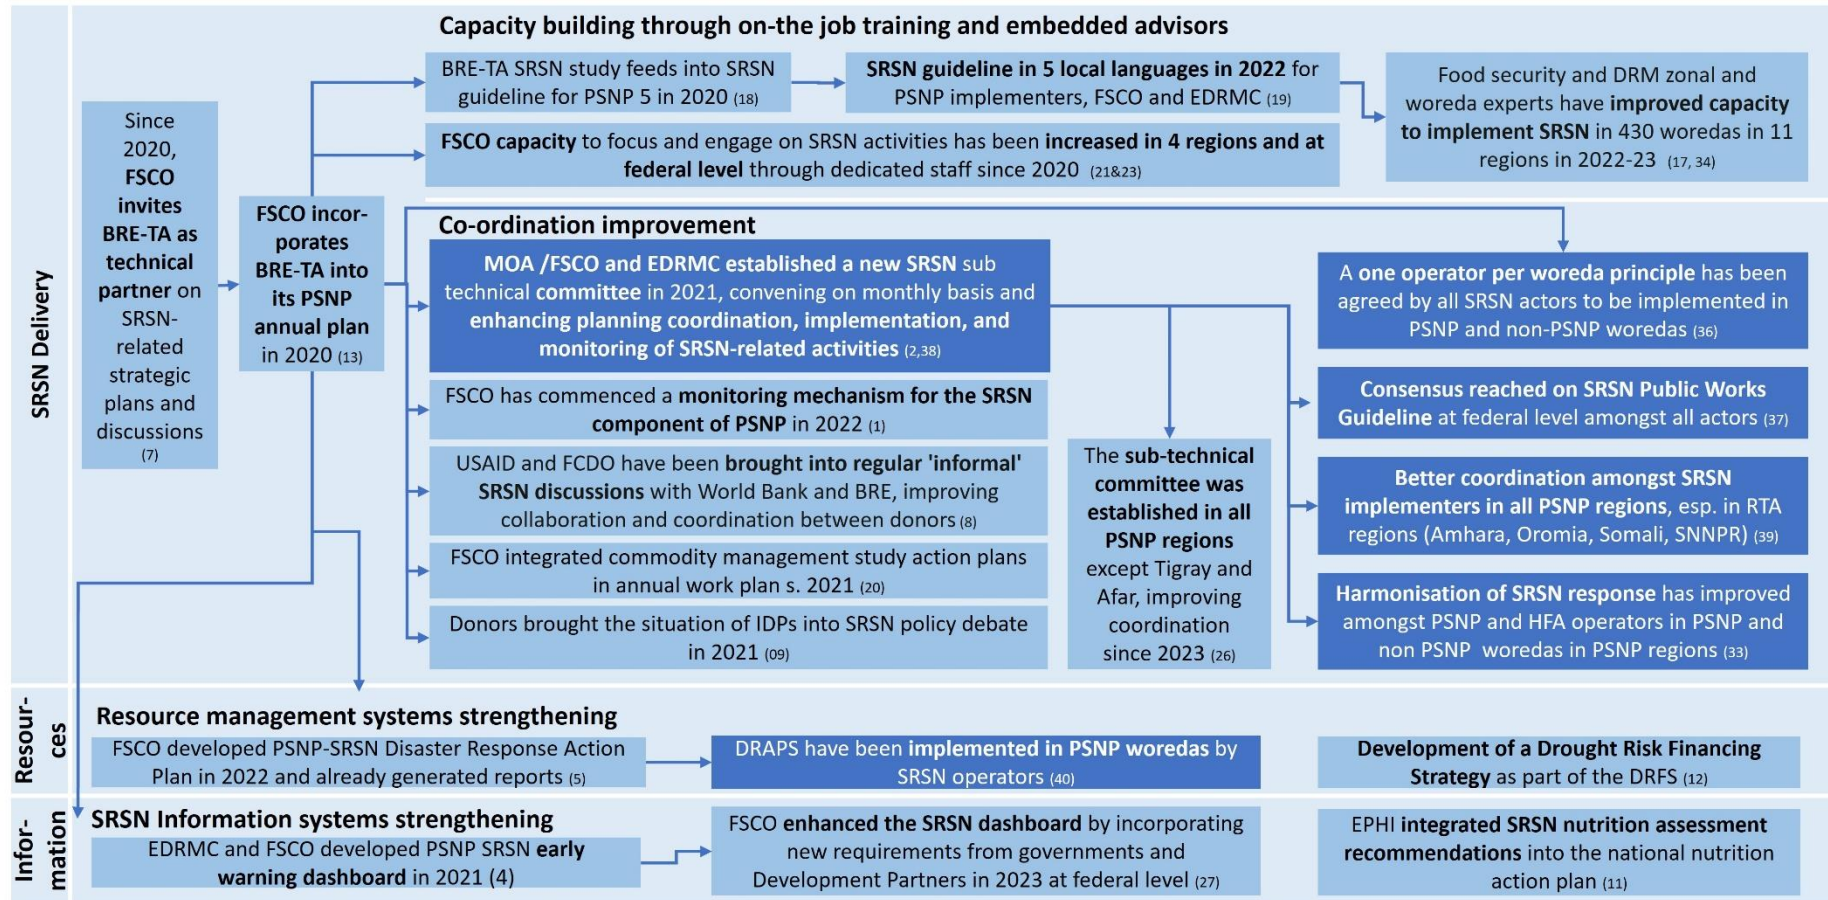 SRSN Delivery
Since
2020,
FSCO
invites
BRE-TA as
technical
partner on
SRSN-
related
strategic
plans and
discussions
(7)
FSCO incor-
porates
BRE-TA into
its PSNP
annual plan
in 2020 (13)
Capacity building through on-the job training and embedded advisors
BRE-TA SRSN study feeds into SRSN
guideline for PSNP 5 in 2020 (18)
SRSN guideline in 5 local languages in 2022 for
PSNP implementers, FSCO and EDRMC (19)
Food security and DRM zonal and
woreda experts have improved capacity
to implement SRSN in 430 woredas in 11
regions in 2022-23 (17, 34)
FSCO capacity to focus and engage on SRSN activities has been increased in 4 regions and at
federal level through dedicated staff since 2020 (21&23)
Co-ordination improvement
MOA /FSCO and EDRMC established a new SRSN sub
technical committee in 2021, convening on monthly basis and
enhancing planning coordination, implementation, and
monitoring of SRSN-related activities (2,38)
FSCO has commenced a monitoring mechanism for the SRSN
component of PSNP in 2022 (1)
USAID and FCDO have been brought into regular 'informal'
SRSN discussions with World Bank and BRE, improving
collaboration and coordination between donors (8)
FSCO integrated commodity management study action plans
in annual work plan s. 2021 (20)
Donors brought the situation of IDPs into SRSN policy debate
in 2021 (09)
The sub-technical
committee was
established in all
PSNP regions
except Tigray and
Afar, improving
coordination
since 2023 (26)
A one operator per woreda principle has been
agreed by all SRSN actors to be implemented in
PSNP and non-PSNP woredas (36)
Consensus reached on SRSN Public Works
Guideline at federal level amongst all actors (37)
Better coordination amongst SRSN
implementers in all PSNP regions, esp. in RTA
regions (Amhara, Oromia, Somali, SNNPR) (39)
Harmonisation of SRSN response has improved
amongst PSNP and HFA operators in PSNP and
non PSNP woredas in PSNP regions (33)
Resour-
ces
Resource management systems strengthening
FSCO developed PSNP-SRSN Disaster Response Action
Plan in 2022 and already generated reports (5)
DRAPS have been implemented in PSNP woredas by
SRSN operators (40)
Development of a Drought Risk Financing
Strategy as part of the DRFS (12)
Infor-
mation
SRSN Information systems strengthening
EDRMC and FSCO developed PSNP SRSN early
warning dashboard in 2021 (4)
FSCO enhanced the SRSN dashboard by incorporating
new requirements from governments and
Development Partners in 2023 at federal level (27)
EPHI integrated SRSN nutrition assessment
recommendations into the national nutrition
action plan (11)